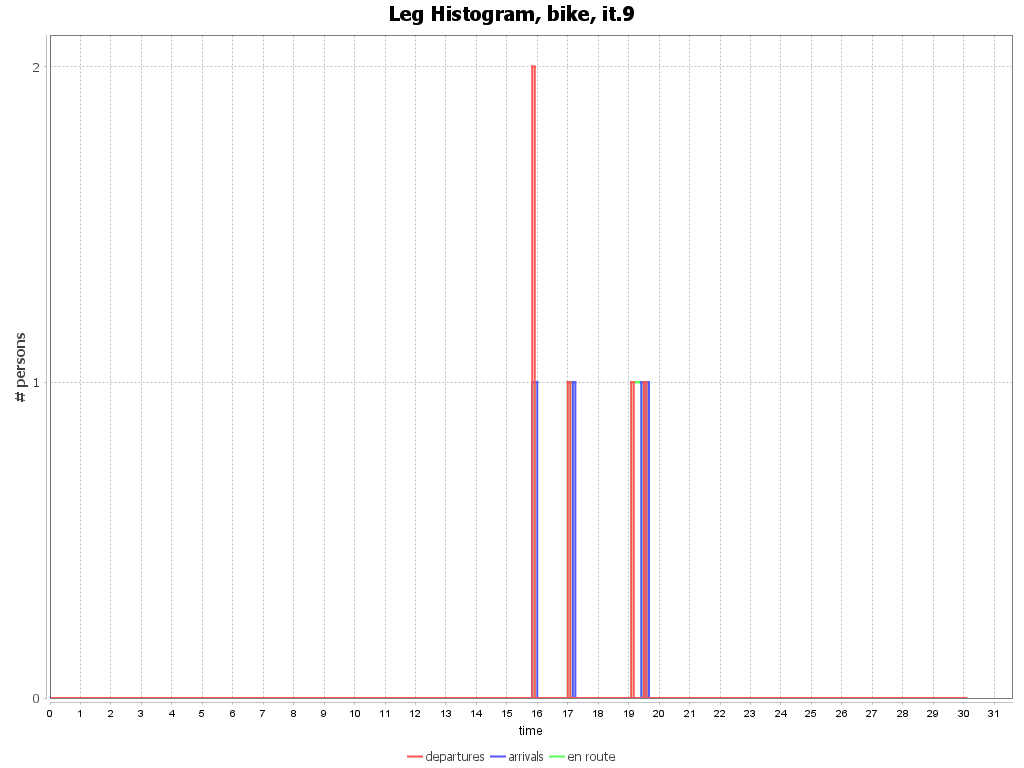 Leg Histogram, bike, it.9
# persons
2
1
0
0 1 2 3 4 5 6 7 8 9 10 11 12 13 14 15 16 17 18 19 20 21 22 23 24 25 26 27 28 29 30 31
time
departures arrivals en route